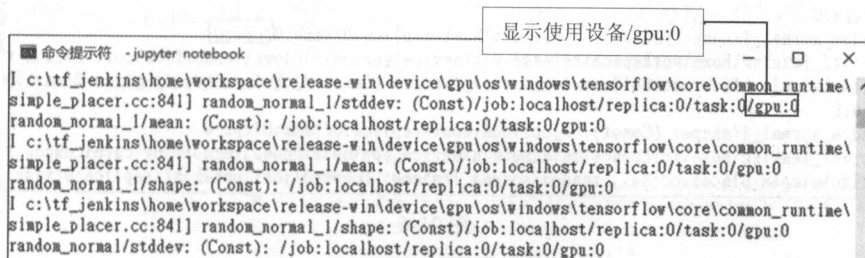 显示使用设备/gpu:0
命令提示符 - jupyter notebook
I c:\tf_jenkins\home\workspace\release-win\device\gpu\os\windows\tensorflow\core\common_runtime\
simple_placer.cc:841] random_normal_1/stddev: (Const)/job:localhost/replica:0/task:0/gpu:0
random_normal_1/mean: (Const): /job:localhost/replica:0/task:0/gpu:0
I c:\tf_jenkins\home\workspace\release-win\device\gpu\os\windows\tensorflow\core\common_runtime\
simple_placer.cc:841] random_normal_1/mean: (Const)/job:localhost/replica:0/task:0/gpu:0
random_normal_1/shape: (Const): /job:localhost/replica:0/task:0/gpu:0
I c:\tf_jenkins\home\workspace\release-win\device\gpu\os\windows\tensorflow\core\common_runtime\
simple_placer.cc:841] random_normal_1/shape: (Const)/job:localhost/replica:0/task:0/gpu:0
random_normal/stddev: (Const): /job:localhost/replica:0/task:0/gpu:0